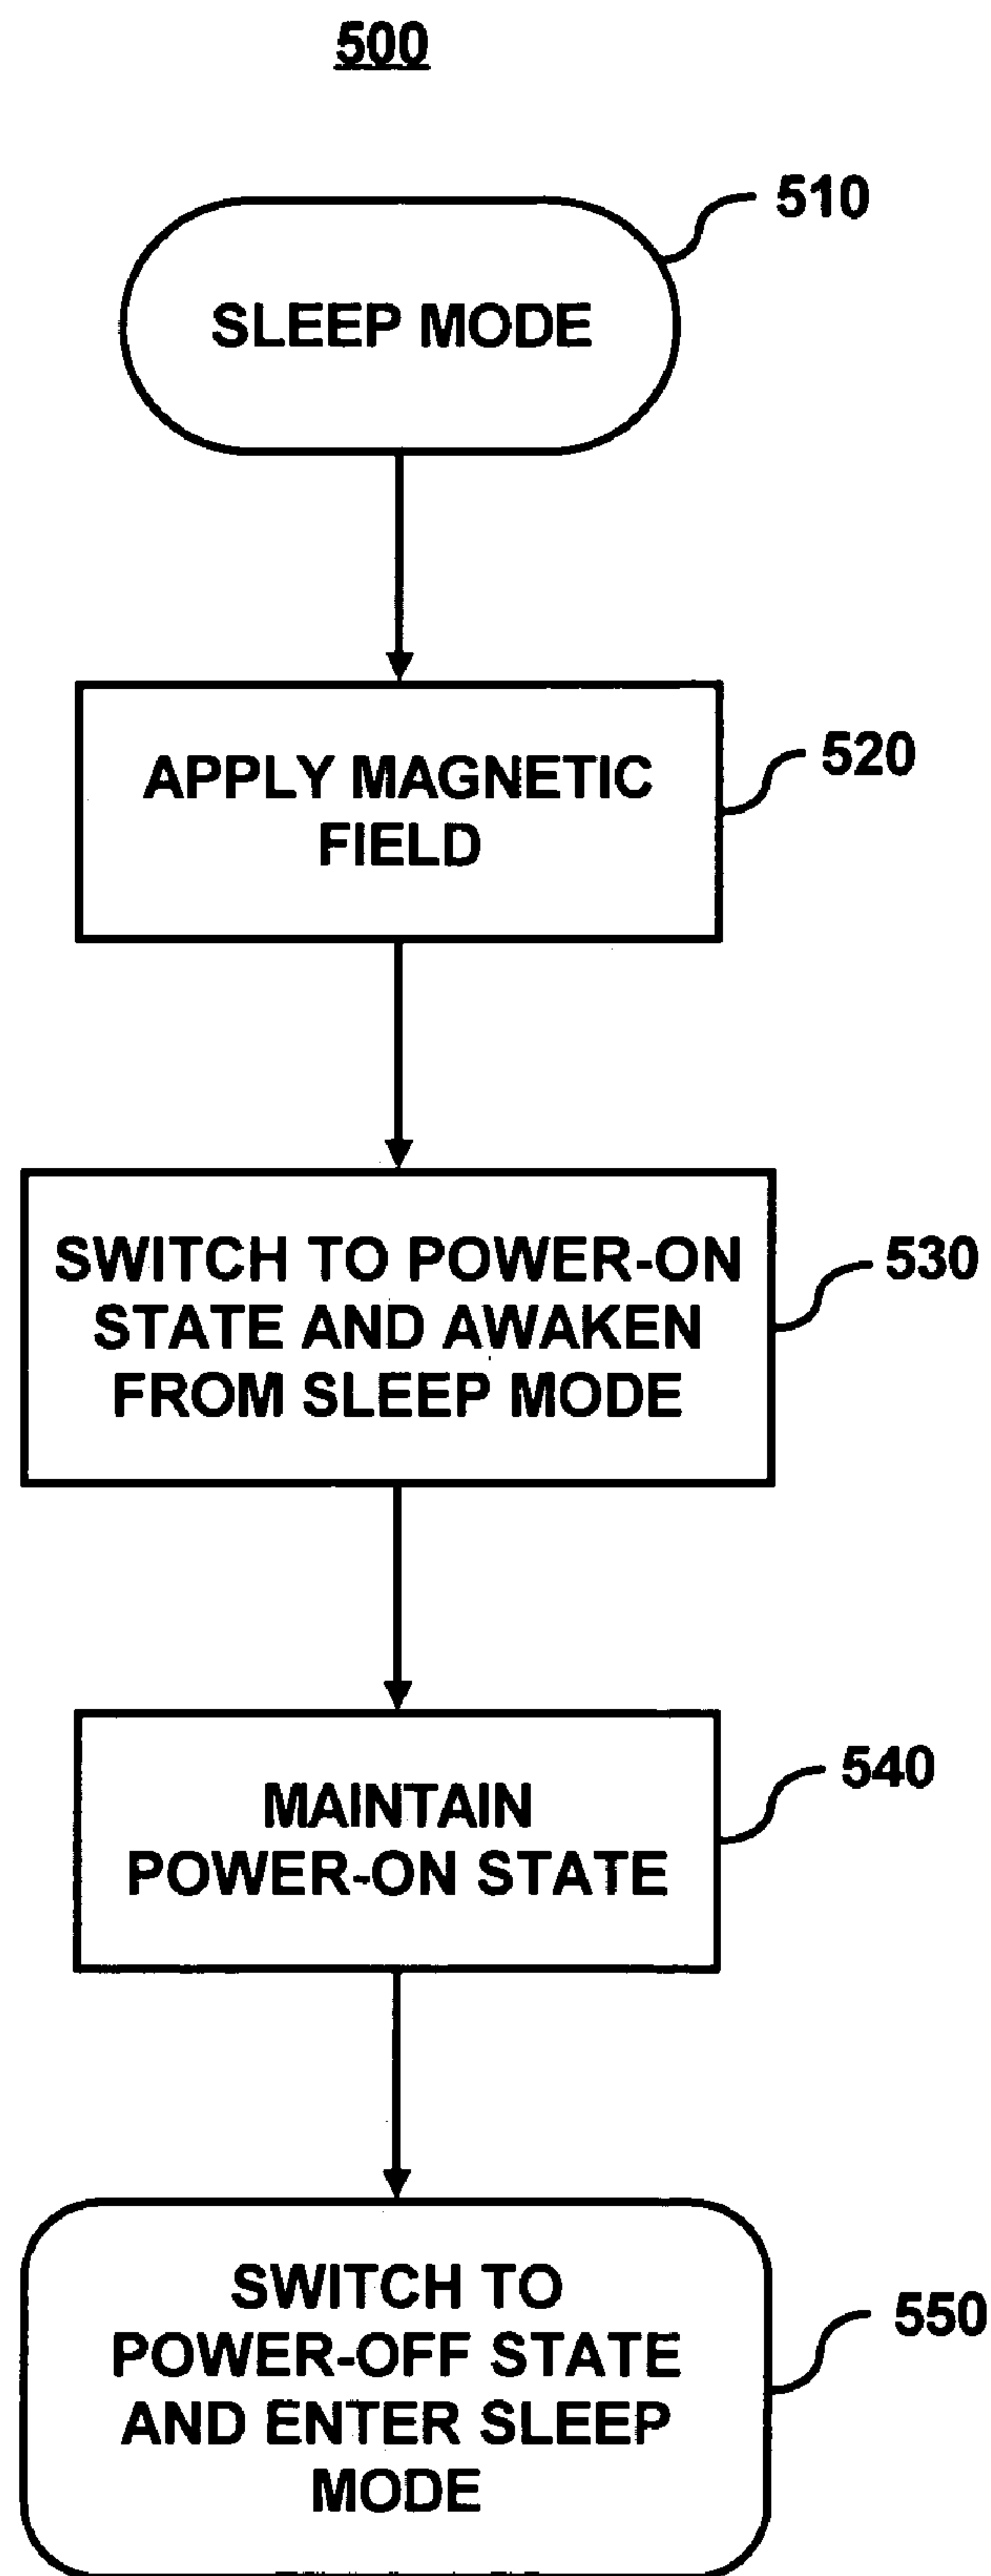 500
510
SLEEP MODE
520
APPLY MAGNETIC
FIELD
530
SWITCH TO POWER-ON
STATE AND AWAKEN
FROM SLEEP MODE
540
MAINTAIN
POWER-ON STATE
550
SWITCH TO
POWER-OFF STATE
AND ENTER SLEEP
MODE